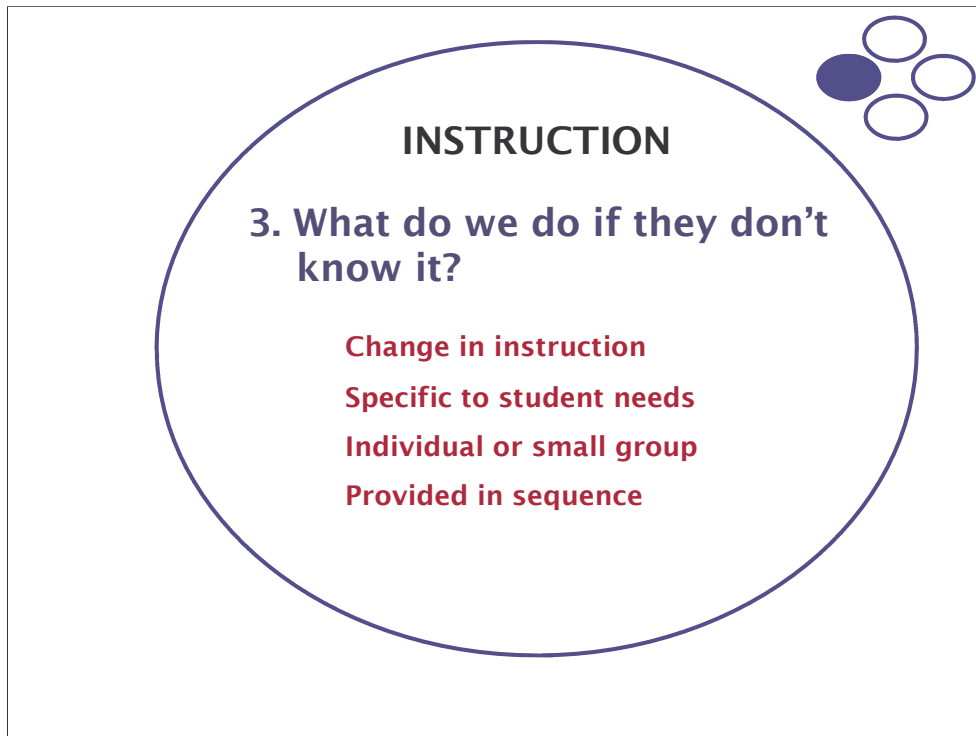 INSTRUCTION
3. What do we do if they don’t
know it?
Change in instruction
Specific to student needs
Individual or small group
Provided in sequence